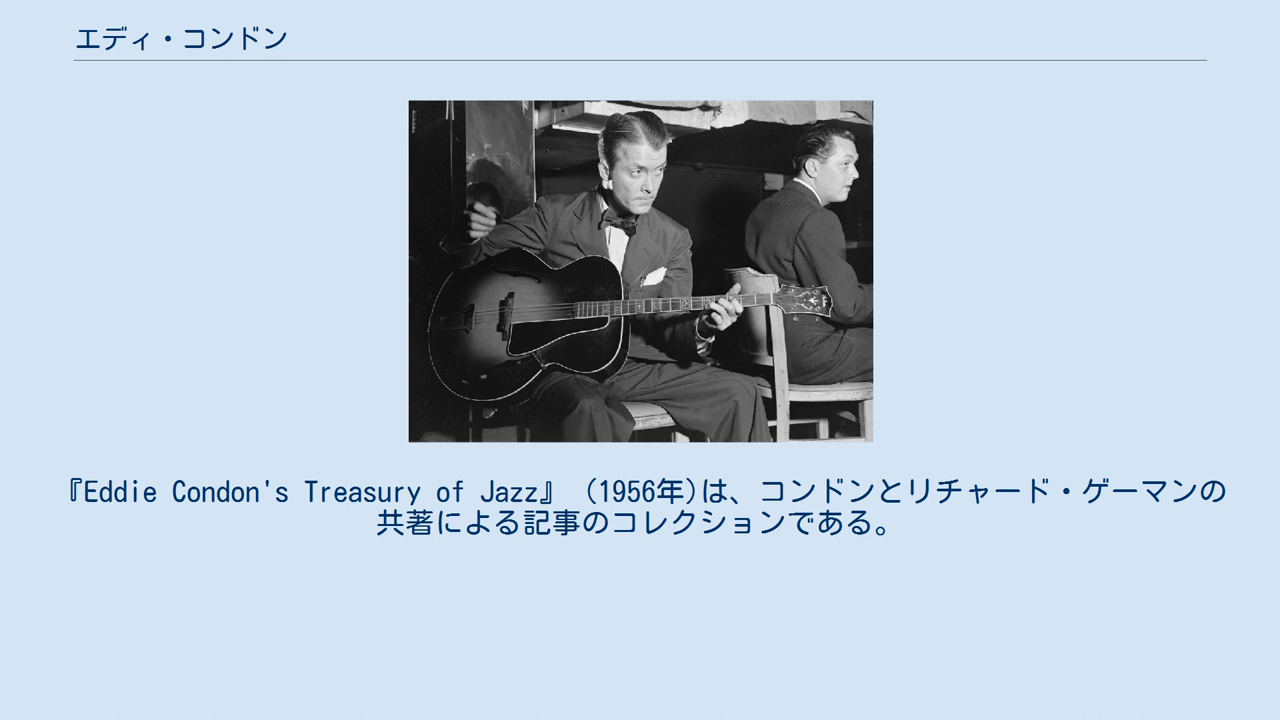 エディ・コンドン
『Eddie Condon's Treasury of Jazz』 (1956年)は、コンドンとリチャード・ゲーマンの
共著による記事のコレクションである。